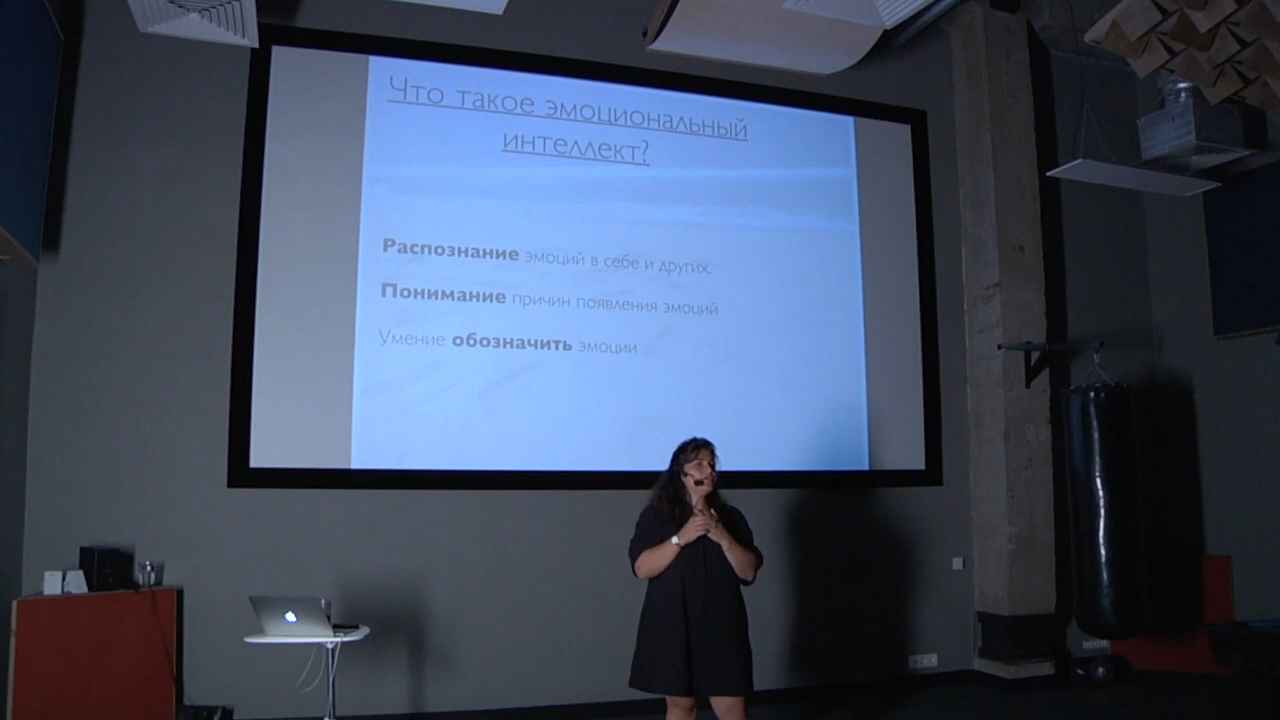 Что такое эмоциональный
интеллект?
Распознание эмоций в себе и других.
Понимание причин появления эмоций
Умение обозначить эмоции